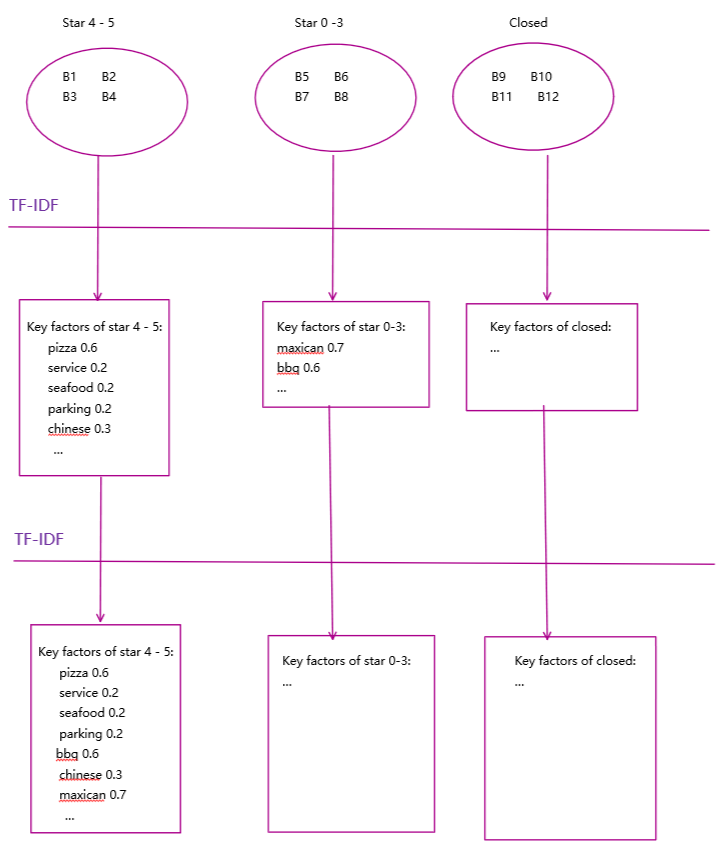 Star 4 - 5
Star 0 -3
Closed
B1 B2
B3 B4
B5 B6
B7 B8
B9 B10
B11 B12
TF-IDF
Key factors of star 4 - 5:
pizza 0.6
service 0.2
seafood 0.2
parking 0.2
chinese 0.3
...
Key factors of star 0-3:
maxican 0.7
bbq 0.6
...
Key factors of closed:
...
TF-IDF
Key factors of star 4 - 5:
pizza 0.6
service 0.2
seafood 0.2
parking 0.2
bbq 0.6
chinese 0.3
maxican 0.7
...
Key factors of star 0-3:
...
Key factors of closed:
...